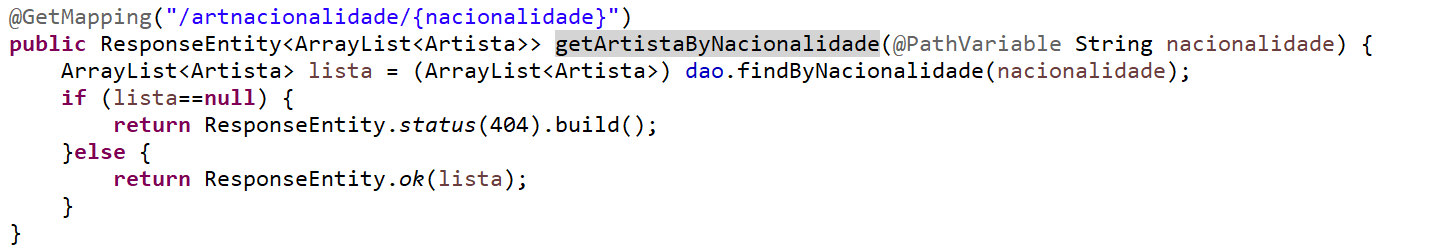 @GetMapping("/artnacionalidade/{nacionalidade}")
public ResponseEntity<ArrayList<Artista>> getArtistaByNacionalidade(@PathVariable String nacionalidade) {
    ArrayList<Artista> lista = (ArrayList<Artista>) dao.findByNacionalidade(nacionalidade);
    if (lista==null) {
        return ResponseEntity.status(404).build();
    }else {
        return ResponseEntity.ok(lista);
    }
}